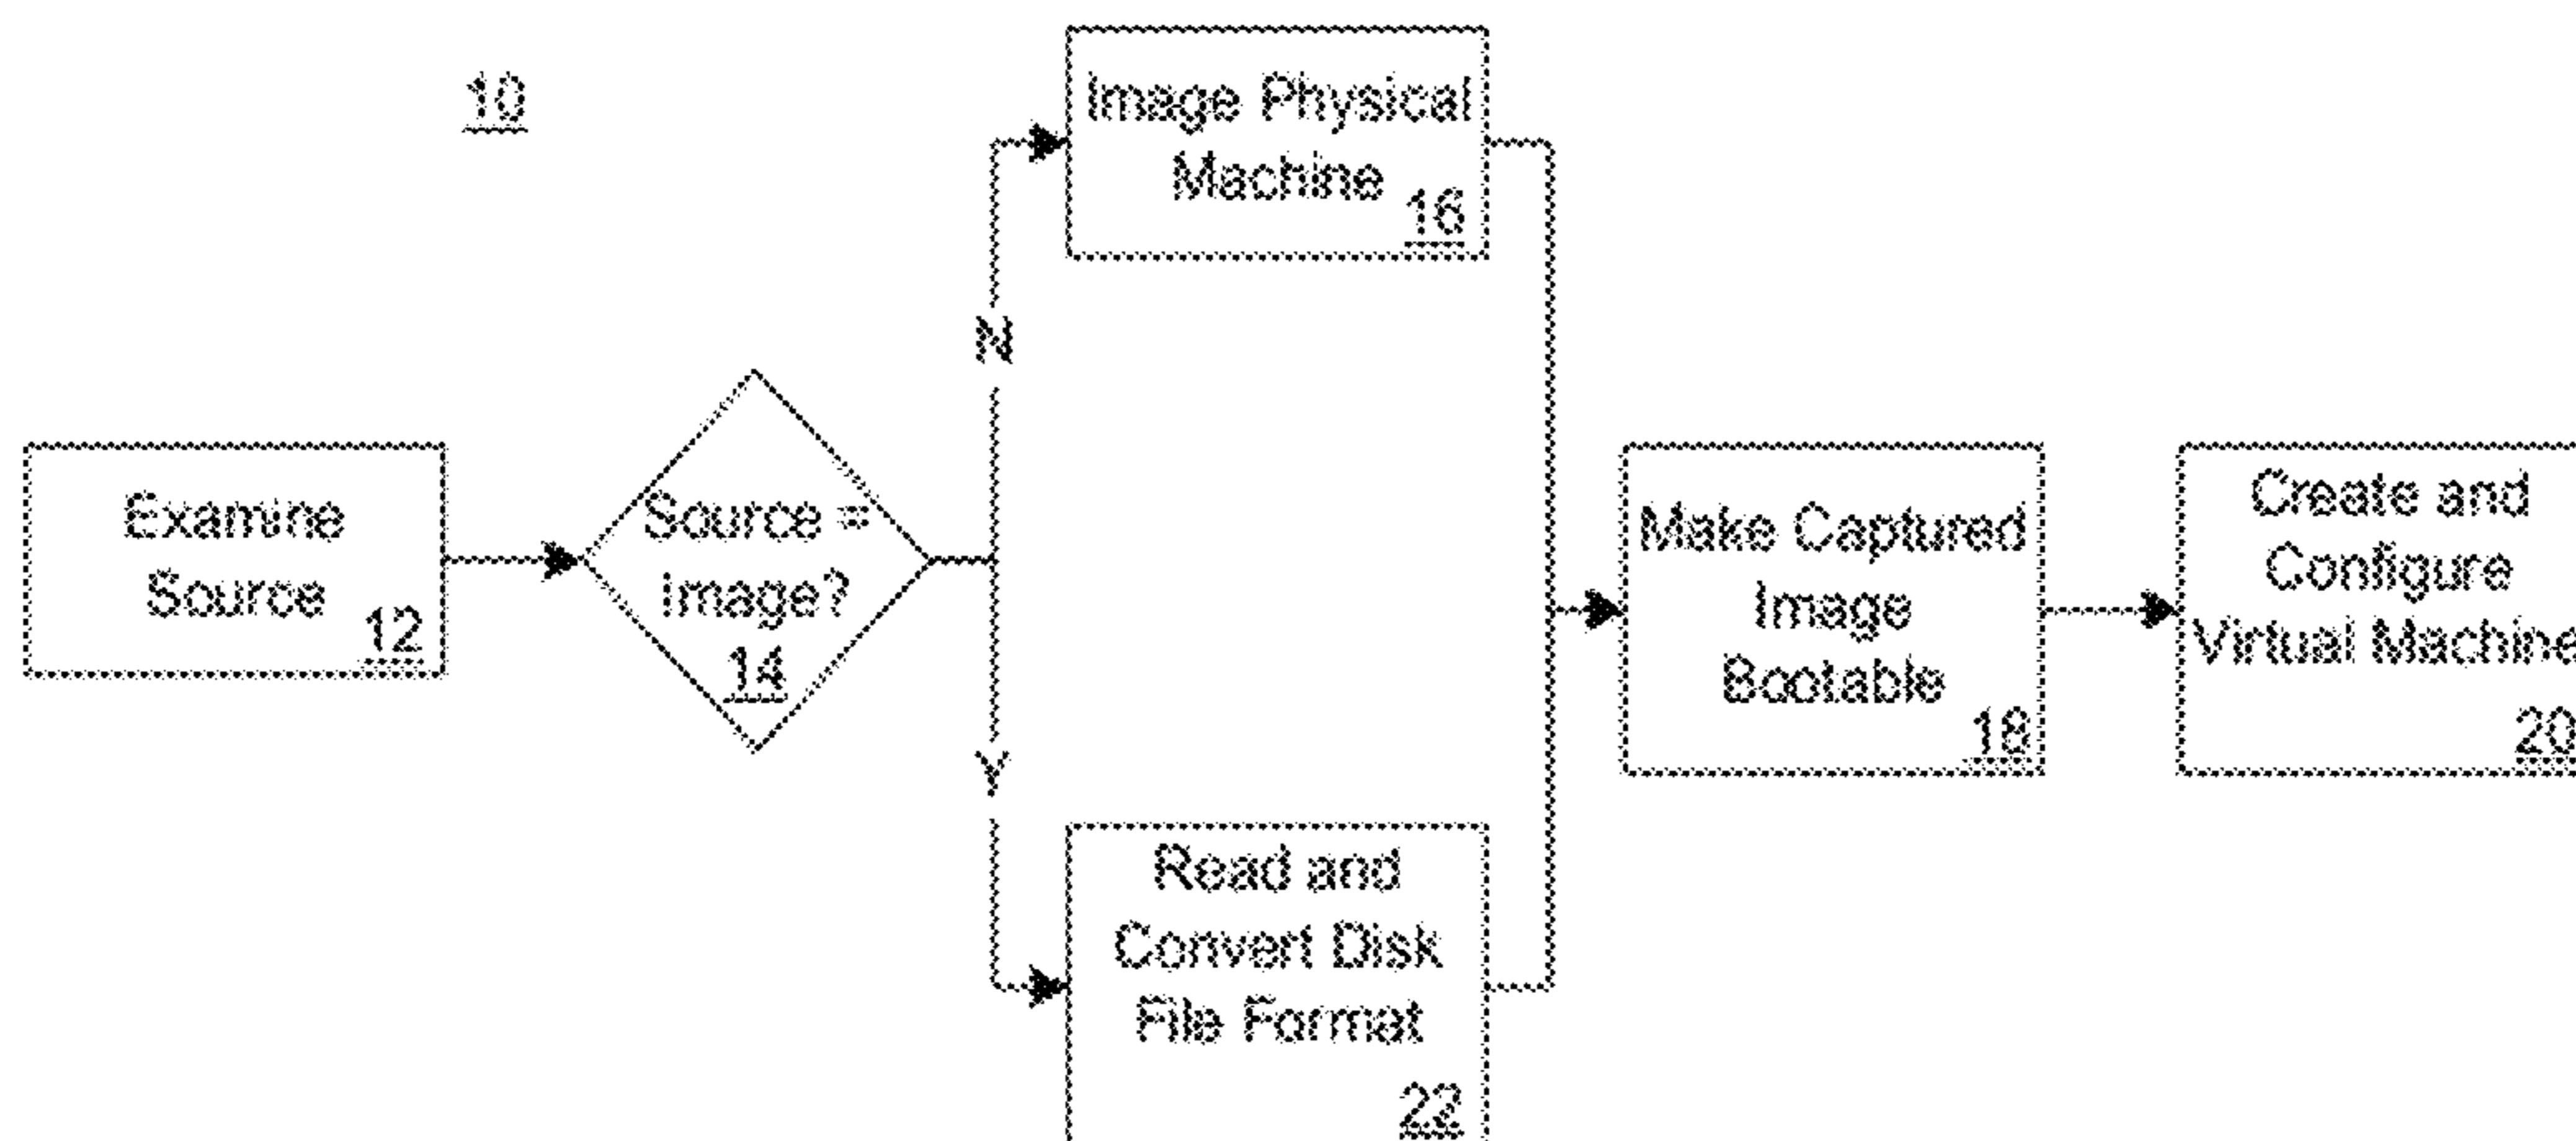 10
Examine
Source
12
Source =
Image?
14
N
Y
Image Physical
Machine
16
Read and
Convert Disk
File Format
22
Make Captured
Image
Bootable
18
Create and
Configure
Virtual Machine
20